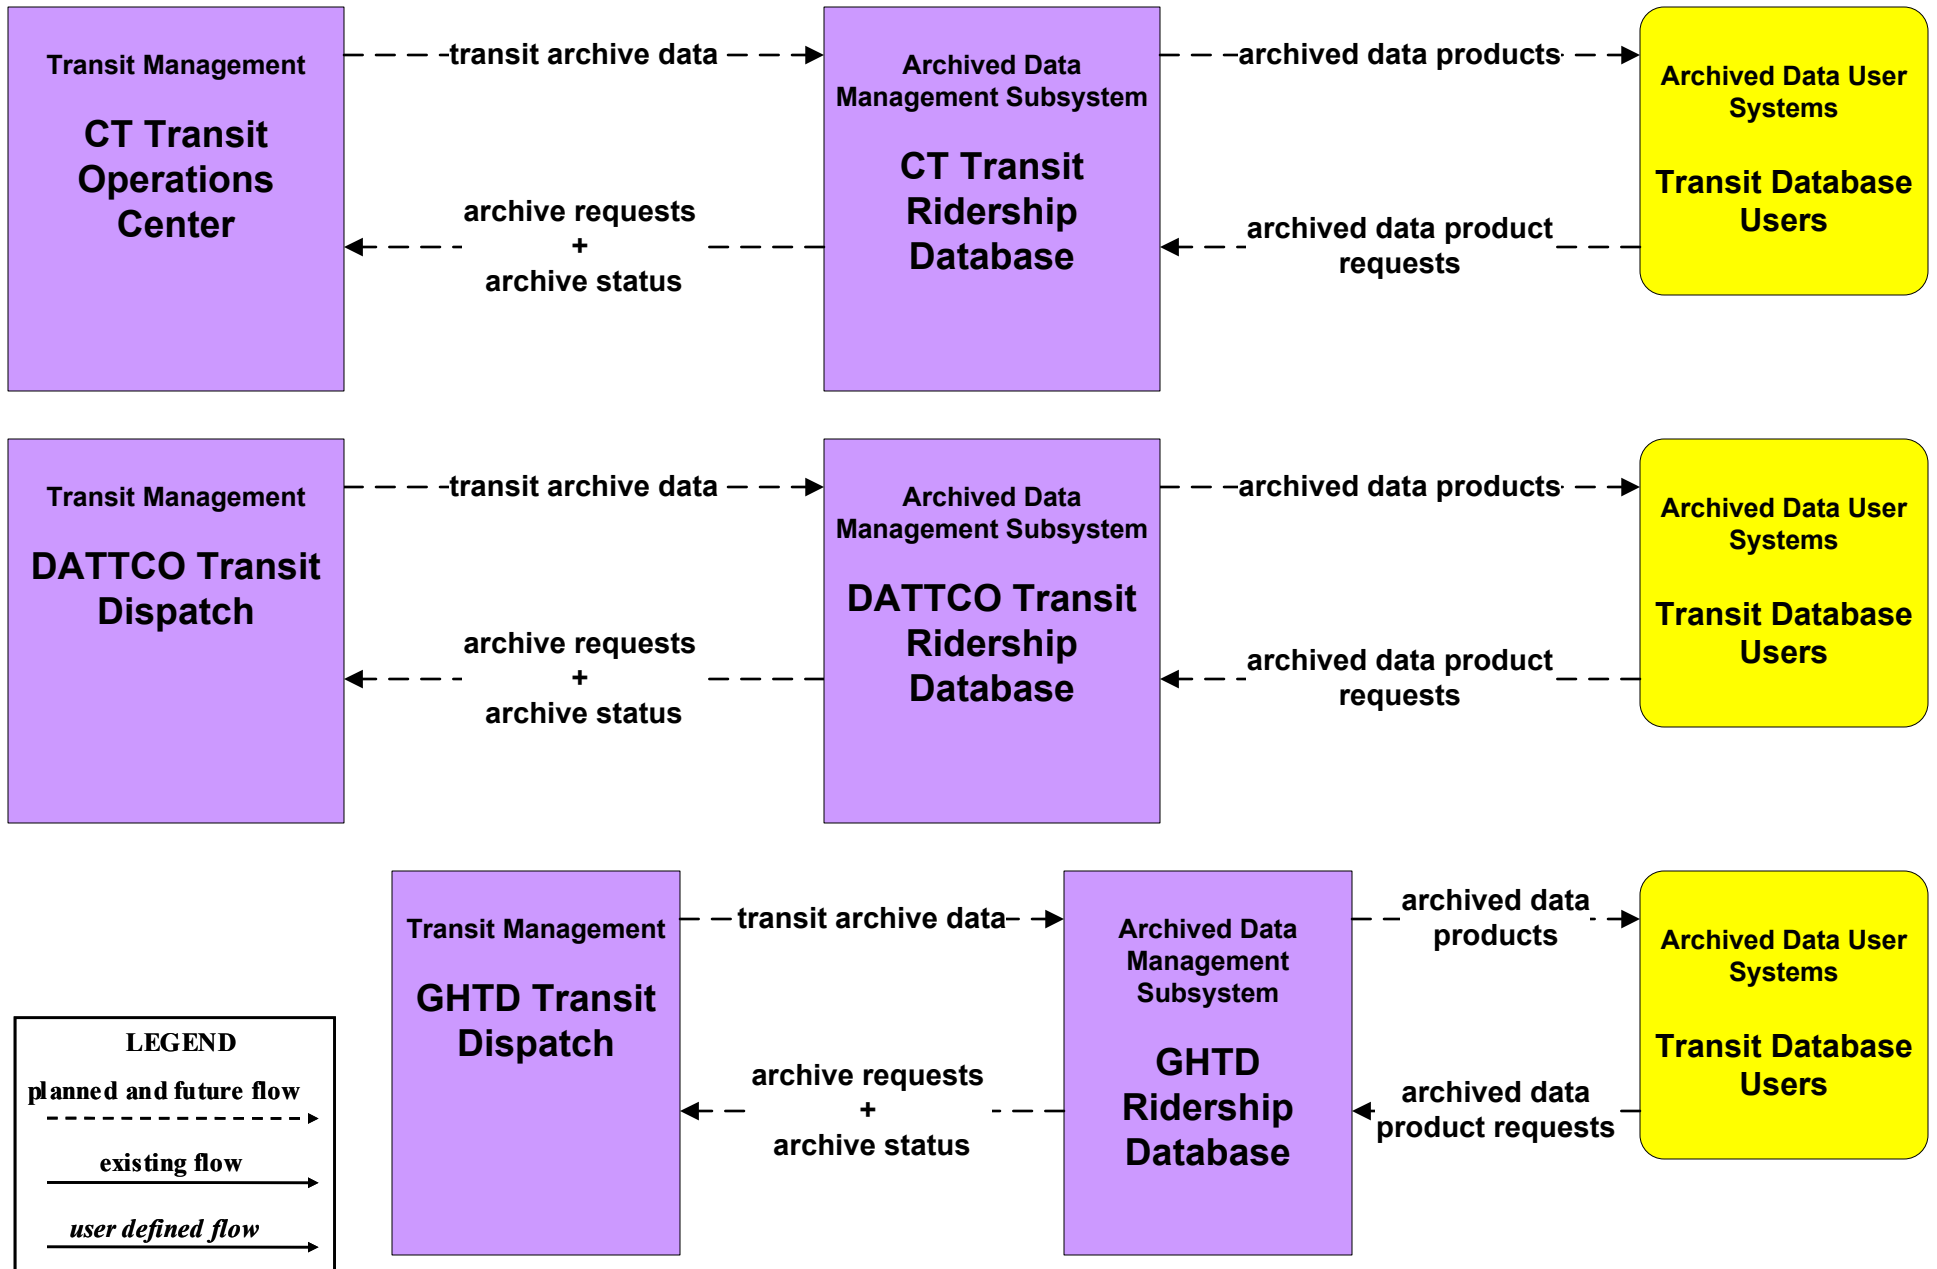 Transit Management
CT Transit
Operations
Center
transit archive data
archive requests
+
archive status
Archived Data
Management Subsystem
CT Transit
Ridership
Database
archived data products
archived data product
requests
Archived Data User
Systems
Transit Database
Users
Transit Management
DATTCO Transit
Dispatch
transit archive data
archive requests
+
archive status
Archived Data
Management Subsystem
DATTCO Transit
Ridership
Database
archived data products
archived data product
requests
Archived Data User
Systems
Transit Database
Users
Transit Management
GHTD Transit
Dispatch
transit archive data
archive requests
+
archive status
Archived Data
Management
Subsystem
GHTD
Ridership
Database
archived data
products
archived data
product requests
Archived Data User
Systems
Transit Database
Users
LEGEND
planned and future flow
existing flow
user defined flow